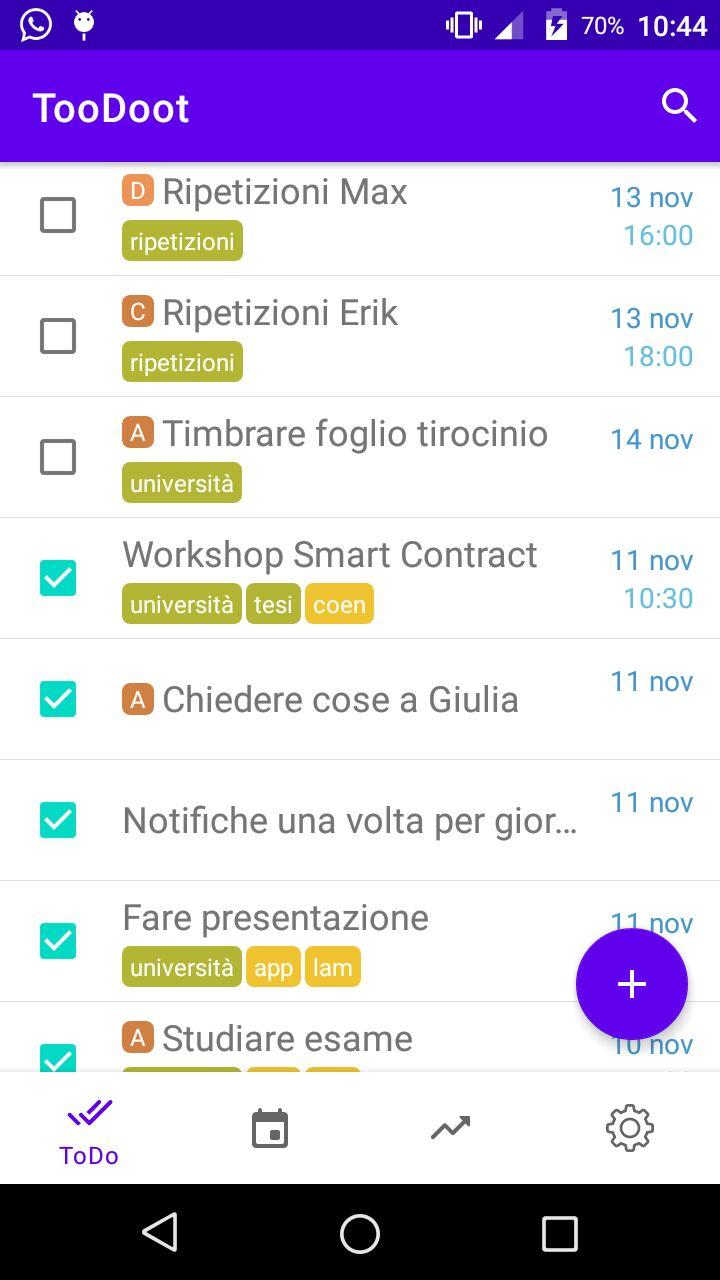 70% 10:44
TooDoot
D Ripetizioni Max 13 nov
ripetizioni 16:00
C Ripetizioni Erik 13 nov
ripetizioni 18:00
A Timbrare foglio tirocinio 14 nov
università
Workshop Smart Contract 11 nov
università tesi coen 10:30
A Chiedere cose a Giulia 11 nov
Notifiche una volta per gior... 11 nov
Fare presentazione 11 nov
università app lam
A Studiare esame 10 nov
ToDo